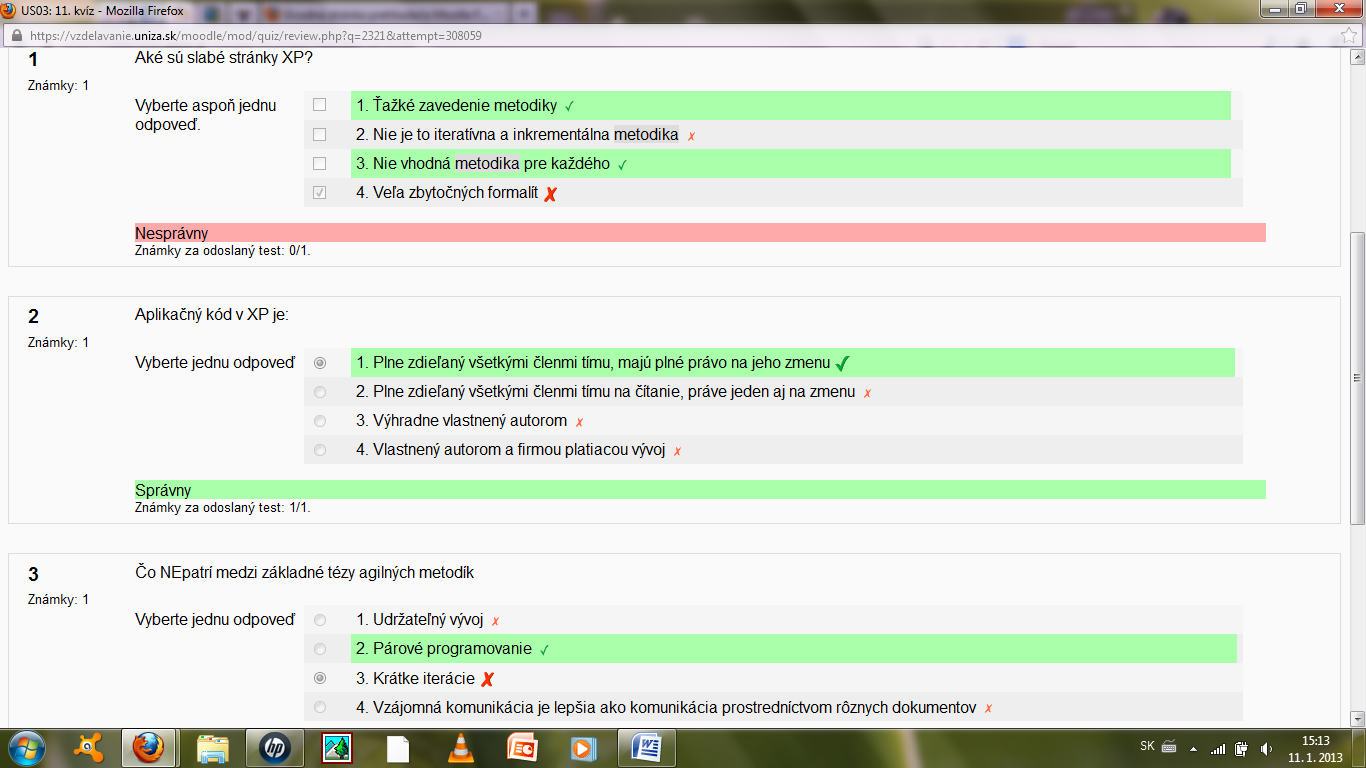 US03: 11. kvíz - Mozilla Firefox
https://vzdelavanie.uniza.sk/moodle/mod/quiz/review.php?q=2321&attempt=308059
1
Aké sú slabé stránky XP?
Známky: 1
Vyberte aspoň jednu
odpoveď.
1. Ťažké zavedenie metodiky
2. Nie je to iteratívna a inkrementálna metodika
3. Nie vhodná metodika pre každého
4. Veľa zbytočných formalít
Nesprávny
Známky za odoslaný test: 0/1.
2
Aplikačný kód v XP je:
Známky: 1
Vyberte jednu odpoveď
1. Plne zdieľaný všetkými členmi tímu, majú plné právo na jeho zmenu
2. Plne zdieľaný všetkými členmi tímu na čítanie, práve jeden aj na zmenu
3. Výhradne vlastnený autorom
4. Vlastnený autorom a firmou platiacou vývoj
Správny
Známky za odoslaný test: 1/1.
3
Čo NEpatrí medzi základné tézy agilných metodík
Známky: 1
Vyberte jednu odpoveď
1. Udržateľný vývoj
2. Párové programovanie
3. Krátke iterácie
4. Vzájomná komunikácia je lepšia ako komunikácia prostredníctvom rôznych dokumentov
SK
15:13
11. 1. 2013